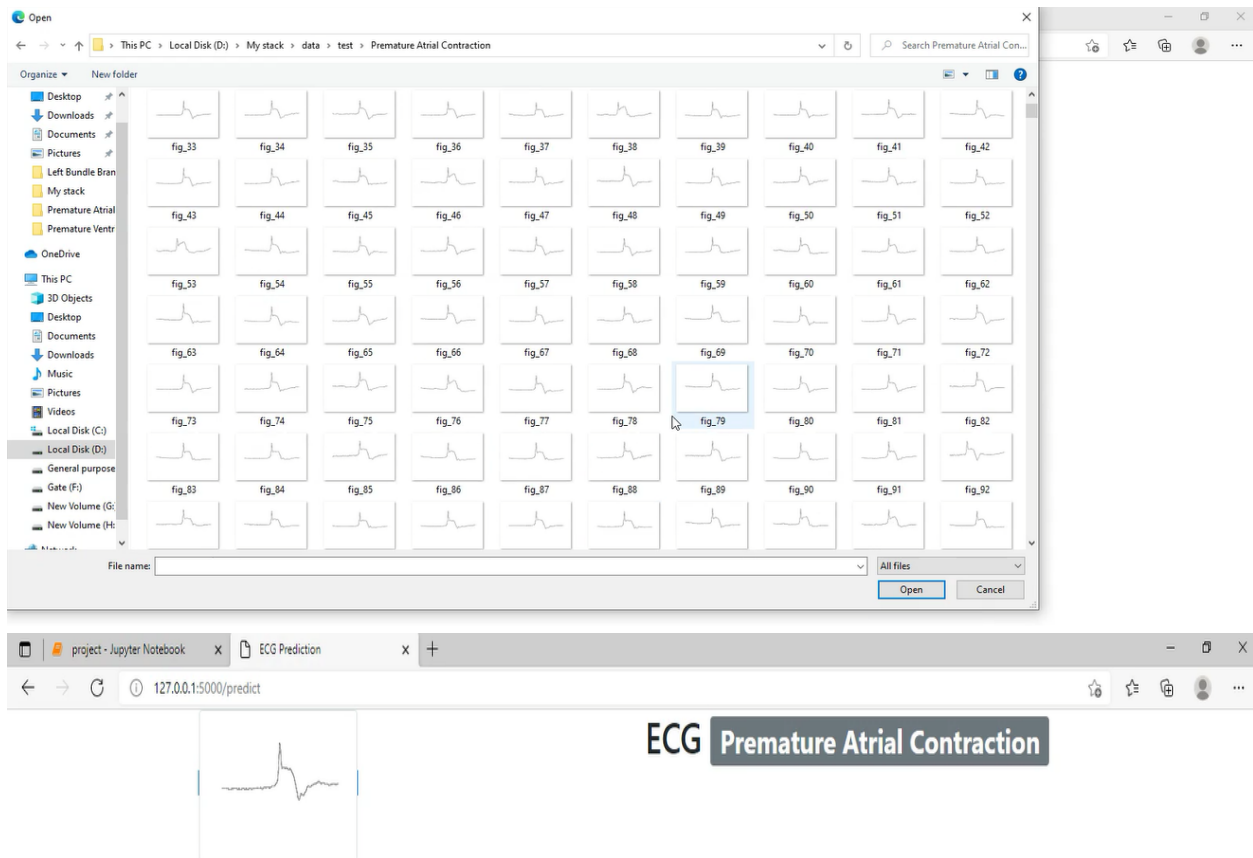 Open
This PC > Local Disk (D:) > My stack > data > test > Premature Atrial Contraction
Search Premature Atrial Con...
Organize
New folder
Desktop
Downloads
Documents
Pictures
Left Bundle Bran
My stack
Premature Atrial
Premature Ventr
OneDrive
This PC
3D Objects
Desktop
Documents
Downloads
Music
Pictures
Videos
Local Disk (C:)
Local Disk (D:)
General purpose
Gate (F:)
New Volume (G:
New Volume (H:
fig_33 fig_34 fig_35 fig_36 fig_37 fig_38 fig_39 fig_40 fig_41 fig_42
fig_43 fig_44 fig_45 fig_46 fig_47 fig_48 fig_49 fig_50 fig_51 fig_52
fig_53 fig_54 fig_55 fig_56 fig_57 fig_58 fig_59 fig_60 fig_61 fig_62
fig_63 fig_64 fig_65 fig_66 fig_67 fig_68 fig_69 fig_70 fig_71 fig_72
fig_73 fig_74 fig_75 fig_76 fig_77 fig_78 fig_79 fig_80 fig_81 fig_82
fig_83 fig_84 fig_85 fig_86 fig_87 fig_88 fig_89 fig_90 fig_91 fig_92
File name:
All files
Open
Cancel
project - Jupyter Notebook
ECG Prediction
127.0.0.1:5000/predict
ECG Premature Atrial Contraction